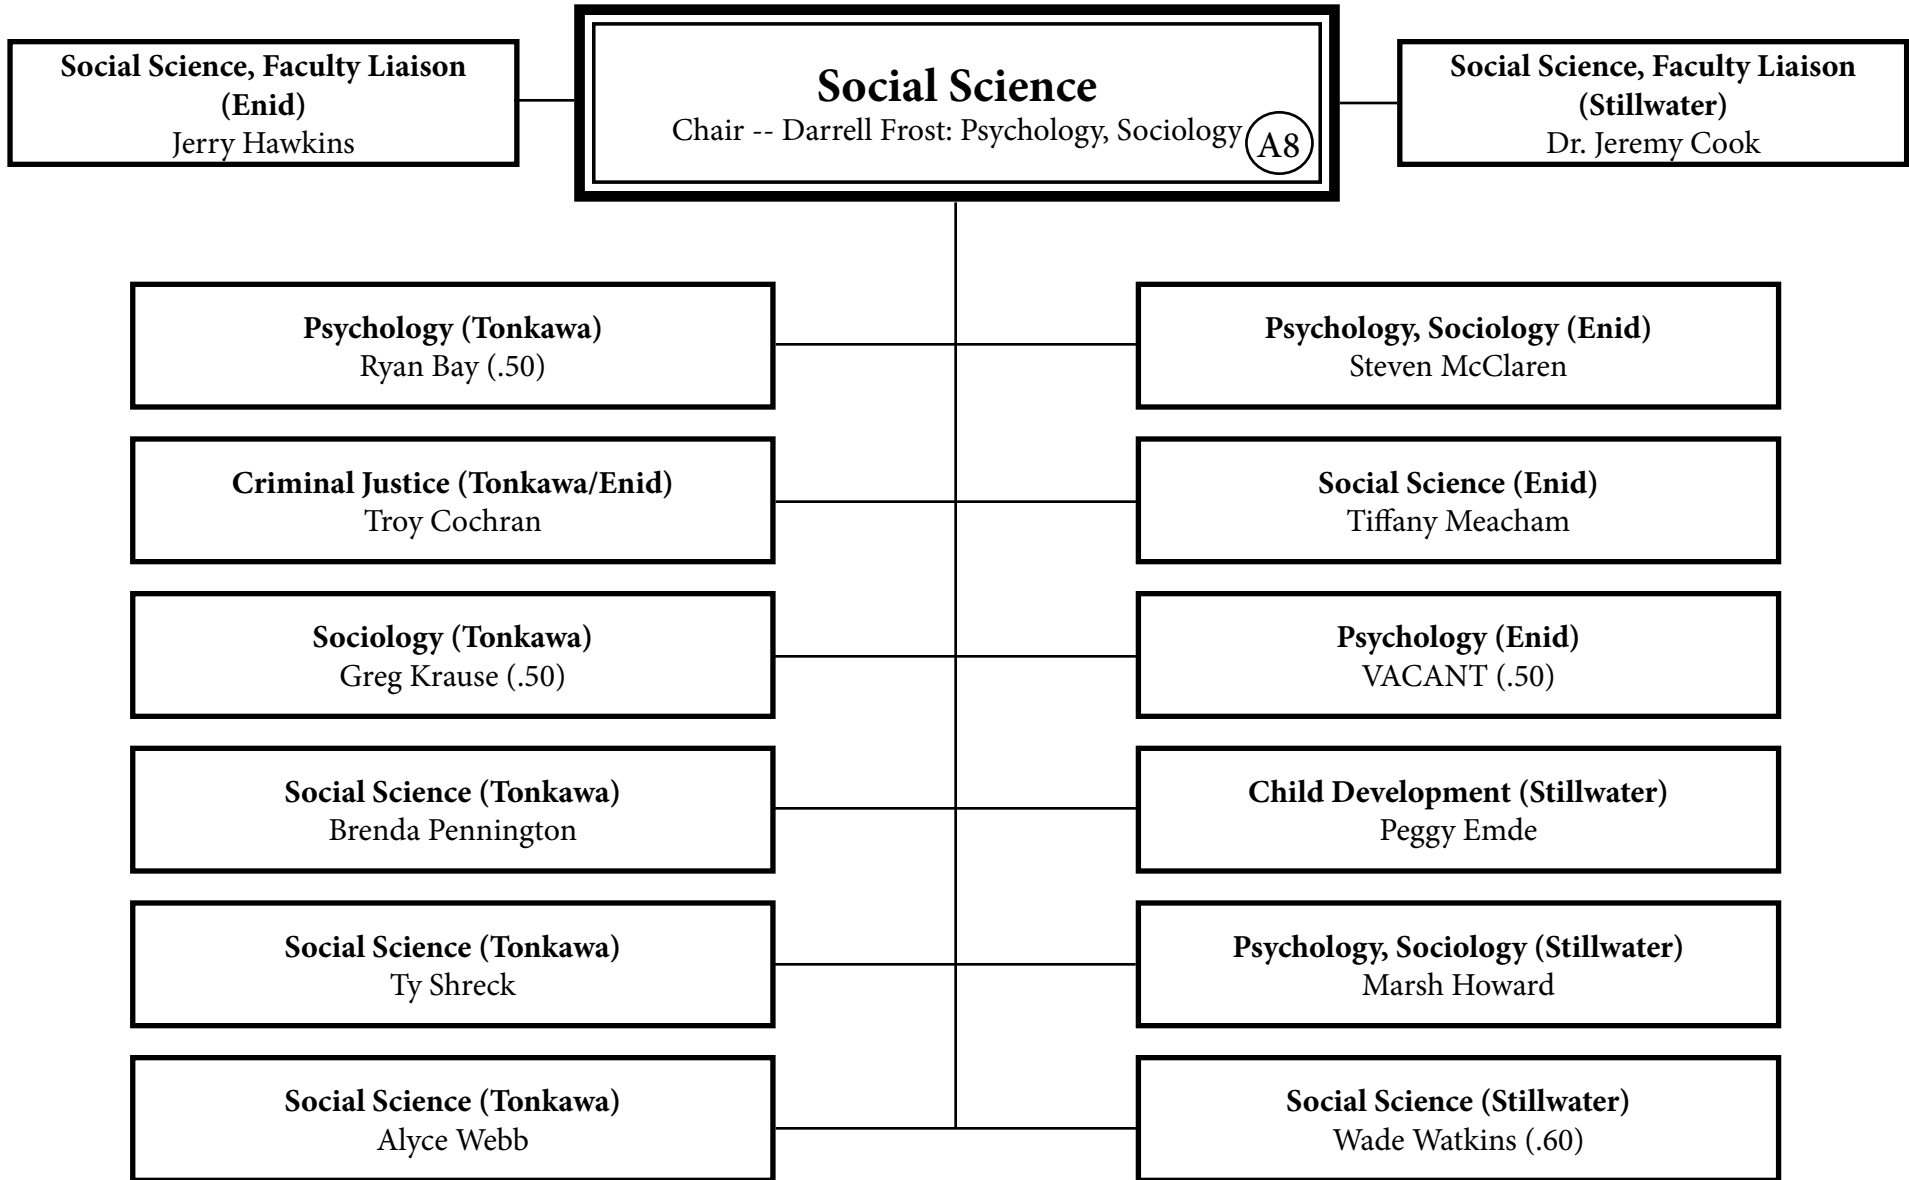 Social Science, Faculty Liaison
(Enid)
Jerry Hawkins
Social Science
Chair -- Darrell Frost: Psychology, Sociology
A8
Social Science, Faculty Liaison
(Stillwater)
Dr. Jeremy Cook
Psychology (Tonkawa)
Ryan Bay (.50)
Psychology, Sociology (Enid)
Steven McClaren
Criminal Justice (Tonkawa/Enid)
Troy Cochran
Social Science (Enid)
Tiffany Meacham
Sociology (Tonkawa)
Greg Krause (.50)
Psychology (Enid)
VACANT (.50)
Social Science (Tonkawa)
Brenda Pennington
Child Development (Stillwater)
Peggy Emde
Social Science (Tonkawa)
Ty Shreck
Psychology, Sociology (Stillwater)
Marsh Howard
Social Science (Tonkawa)
Alyce Webb
Social Science (Stillwater)
Wade Watkins (.60)